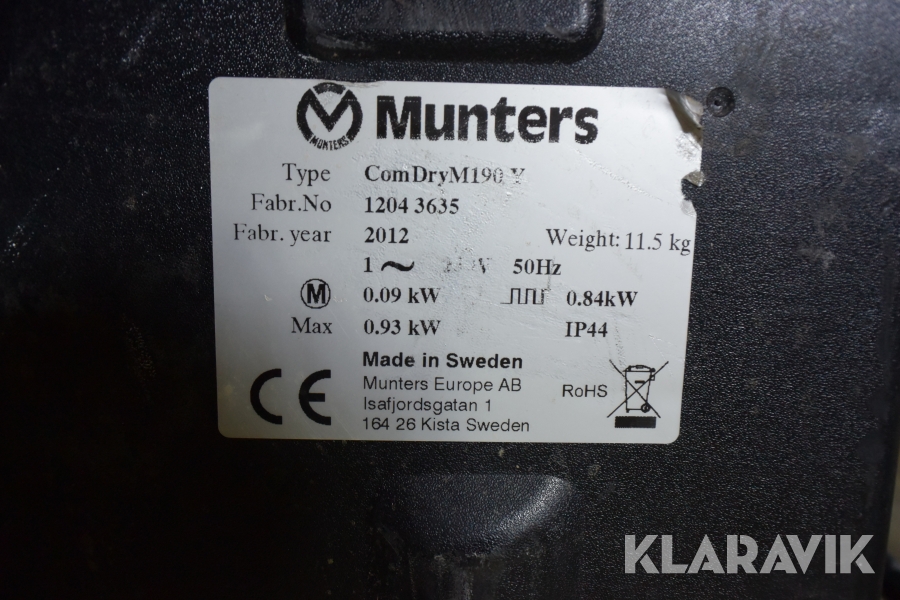 MUNTERS
Munters
Type ComDryM190 Y
Fabr.No 1204 3635
Fabr. year 2012 Weight: 11.5 kg
1~ 50Hz
M 0.09 kW 0.84kW
Max 0.93 kW IP44
Made in Sweden
CE Munters Europe AB RoHS
Isafjordsgatan 1
164 26 Kista Sweden
KLARAVIK